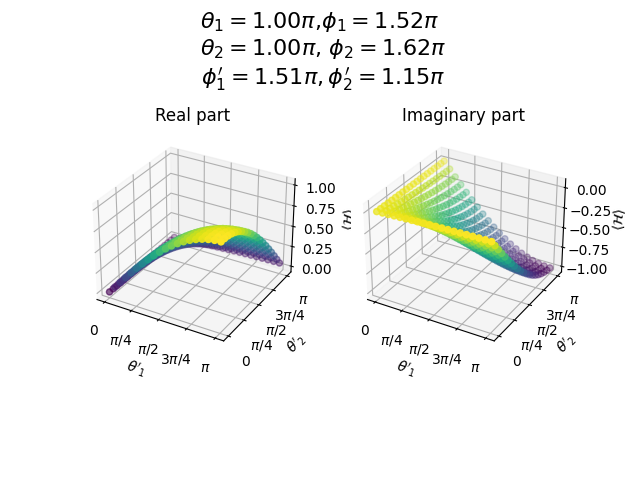 θ₁ = 1.00π,ϕ₁ = 1.52π
θ₂ = 1.00π, ϕ₂ = 1.62π
ϕ′₁ = 1.51π, ϕ′₂ = 1.15π
Real part
Imaginary part
1.00
0.75
0.50
0.25
0.00
⟨H⟩
0
π/4
π/2
3π/4
π
θ′₁
0
π/4
π/2
3π/4
π
θ′₂
0.00
−0.25
−0.50
−0.75
−1.00
⟨H⟩
0
π/4
π/2
3π/4
π
θ′₁
0
π/4
π/2
3π/4
π
θ′₂